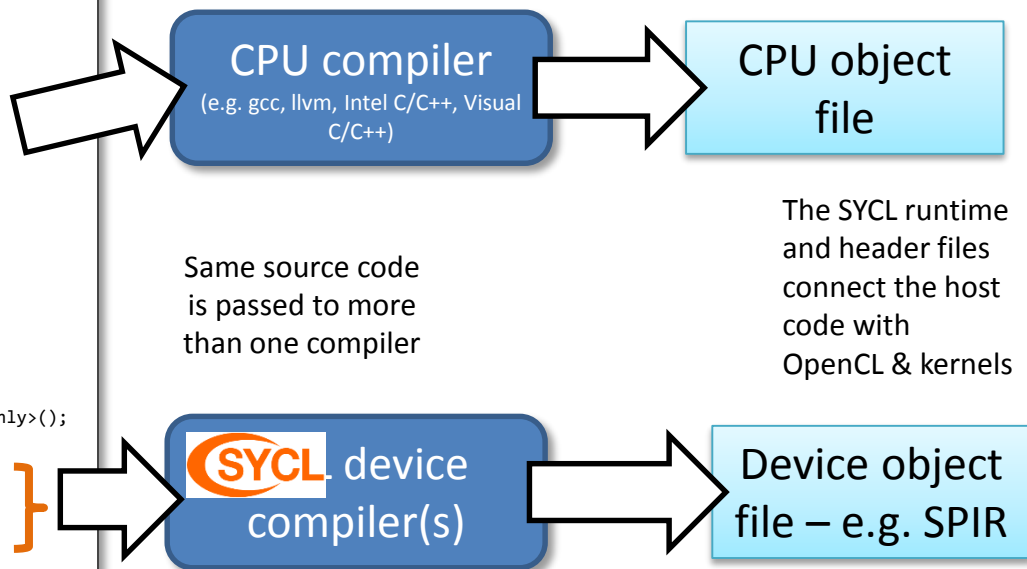 CPU compiler
(e.g. gcc, llvm, Intel C/C++, Visual
C/C++)
CPU object
file
Same source code
is passed to more
than one compiler
The SYCL runtime
and header files
connect the host
code with
OpenCL & kernels
nly>();
SYCL device
compiler(s)
Device object
file – e.g. SPIR